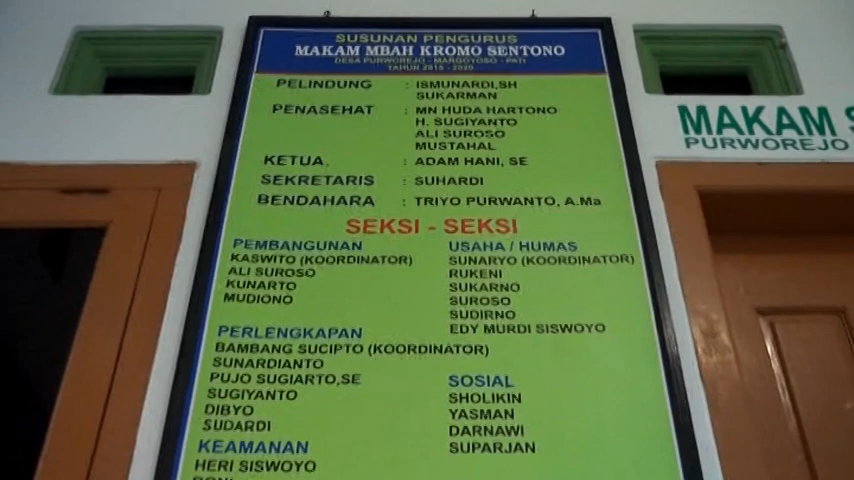 SUSUNAN PENGURUS
MAKAM MBAH KROMO SENTONO
DESA PURWOREJO - MARGOYOSO - PATI
TAHUN 2015 - 2020
PELINDUNG : ISMUNARDI,SH
SUKARMAN
PENASEHAT : MN HUDA HARTONO
H. SUGIYANTO
ALI SUROSO
MUSTAHAL
KETUA : ADAM HANI, SE
SEKRETARIS : SUHARDI
BENDAHARA : TRIYO PURWANTO, A.Ma
SEKSI - SEKSI
PEMBANGUNAN
KASWITO (KOORDINATOR)
ALI SUROSO
KUNARTO
MUDIONO
PERLENGKAPAN
BAMBANG SUCIPTO (KOORDINATOR)
SUNARDIANTO
PUJO SUGIARTO,SE
SUGIYANTO
DIBYO
SUDARDI
KEAMANAN
HERI SISWOYO
USAHA / HUMAS
SUNARYO (KOORDINATOR)
RUKENI
SUKARNO
SUROSO
SUDIRNO
EDY MURDI SISWOYO
SOSIAL
SHOLIKIN
YASMAN
DARNAWI
SUPARJAN
MAKAM S
PURWOREJO